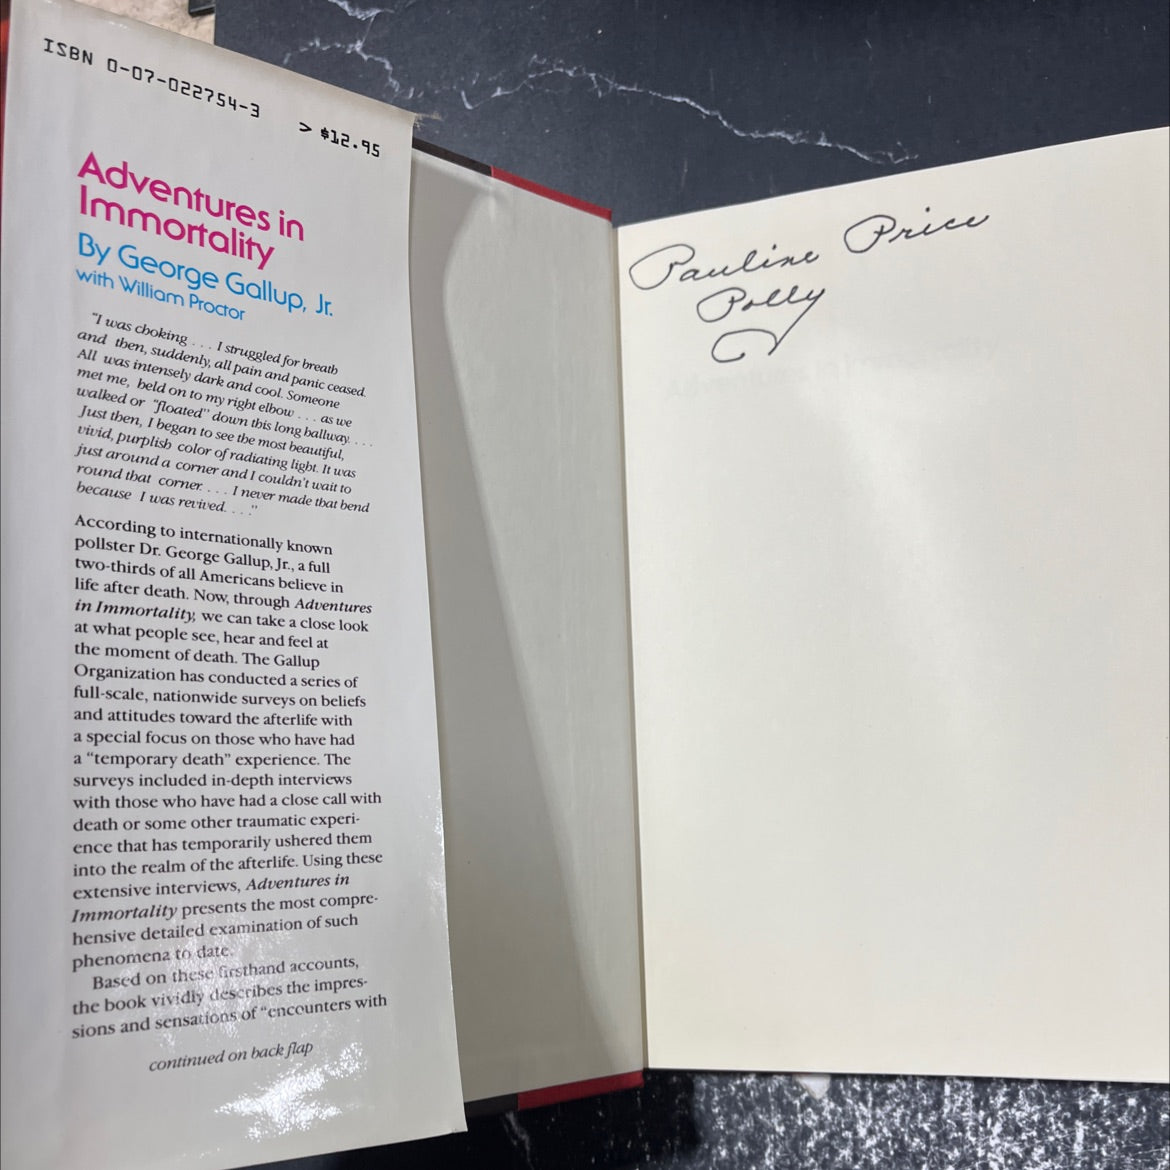 ISBN 0-07-022754-3
> $12.95
Adventures in
Immortality
By George Gallup, Jr.
with William Proctor
"I was choking . . . I struggled for breath
and then, suddenly, all pain and panic ceased.
All was intensely dark and cool. Someone
met me, held on to my right elbow . . . as we
walked or "floated" down this long hallway. . . .
Just then, I began to see the most beautiful,
vivid, purplish color of radiating light. It was
just around a corner and I couldn't wait to
round that corner. . . . I never made that bend
because I was revived. . . ."
According to internationally known
pollster Dr. George Gallup, Jr., a full
two-thirds of all Americans believe in
life after death. Now, through Adventures
in Immortality, we can take a close look
at what people see, hear and feel at
the moment of death. The Gallup
Organization has conducted a series of
full-scale, nationwide surveys on beliefs
and attitudes toward the afterlife with
a special focus on those who have had
a "temporary death" experience. The
surveys included in-depth interviews
with those who have had a close call with
death or some other traumatic experi-
ence that has temporarily ushered them
into the realm of the afterlife. Using these
extensive interviews, Adventures in
Immortality presents the most compre-
hensive detailed examination of such
phenomena to date.
Based on these firsthand accounts,
the book vividly describes the impres-
sions and sensations of "encounters with
continued on back flap
Pauline Price
Polly